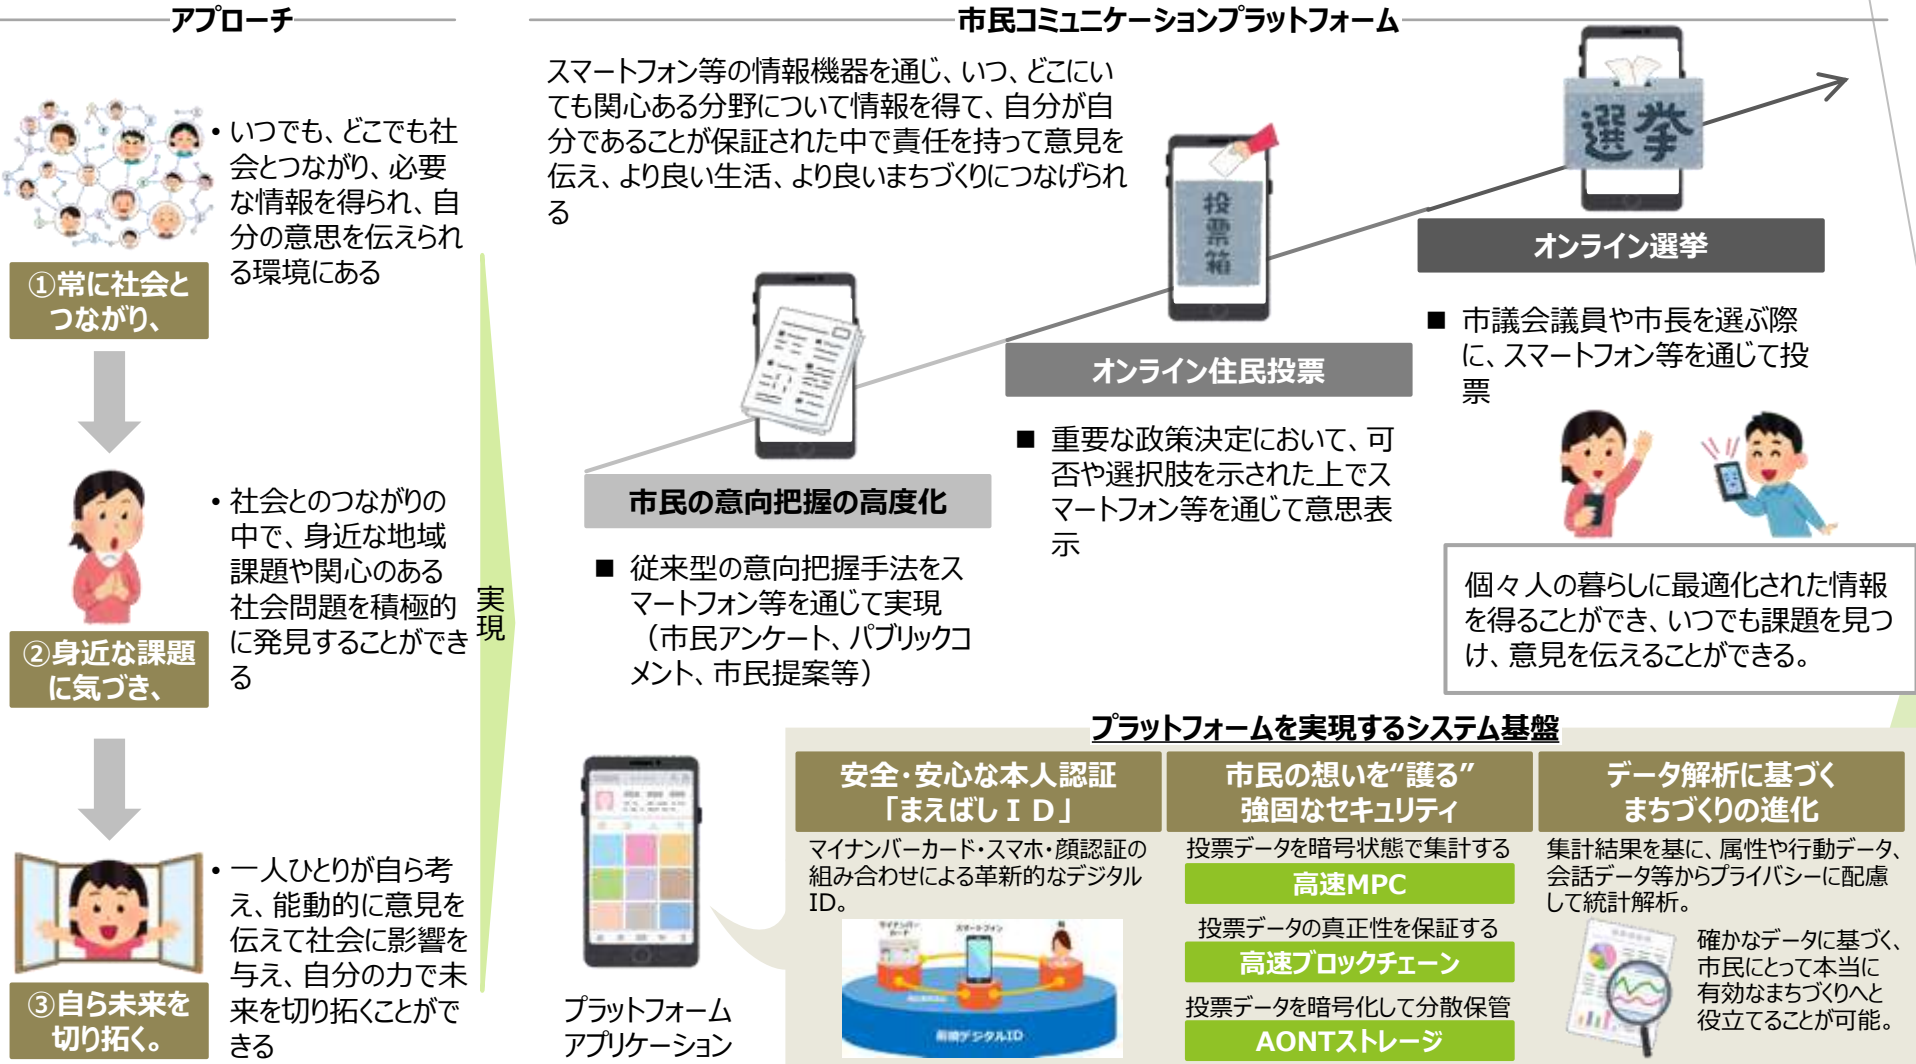 アプローチ
市民コミュニケーションプラットフォーム
・いつでも、どこでも社
会とつながり、必要
な情報を得られ、自
分の意思を伝えられ
る環境にある
①常に社会と
つながり、
・社会とのつながりの
中で、身近な地域
課題や関心のある
社会問題を積極的
に発見することができ
る
②身近な課題
に気づき、
・一人ひとりが自ら考
え、能動的に意見を
伝えて社会に影響を
与え、自分の力で未
来を切り拓くことがで
きる
③自ら未来を
切り拓く。
実
現
スマートフォン等の情報機器を通じ、いつ、どこにい
ても関心ある分野について情報を得て、自分が自
分であることが保証された中で責任を持って意見を
伝え、より良い生活、より良いまちづくりにつなげられ
る
市民の意向把握の高度化
■ 従来型の意向把握手法をス
マートフォン等を通じて実現
（市民アンケート、パブリックコ
メント、市民提案等）
投
票
箱
オンライン住民投票
■ 重要な政策決定において、可
否や選択肢を示された上でス
マートフォン等を通じて意思表
示
選挙
オンライン選挙
■ 市議会議員や市長を選ぶ際
に、スマートフォン等を通じて投
票
個々人の暮らしに最適化された情報
を得ることができ、いつでも課題を見つ
け、意見を伝えることができる。
プラットフォーム
アプリケーション
プラットフォームを実現するシステム基盤
安全・安心な本人認証
「まえばしＩＤ」
マイナンバーカード・スマホ・顔認証の
組み合わせによる革新的なデジタル
ID。
マイナンバー
カード
スマートフォン
顔
前橋デジタルID
市民の想いを“護る”
強固なセキュリティ
投票データを暗号状態で集計する
高速MPC
投票データの真正性を保証する
高速ブロックチェーン
投票データを暗号化して分散保管
AONTストレージ
データ解析に基づく
まちづくりの進化
集計結果を基に、属性や行動データ、
会話データ等からプライバシーに配慮
して統計解析。
確かなデータに基づく、
市民にとって本当に
有効なまちづくりへと
役立てることが可能。